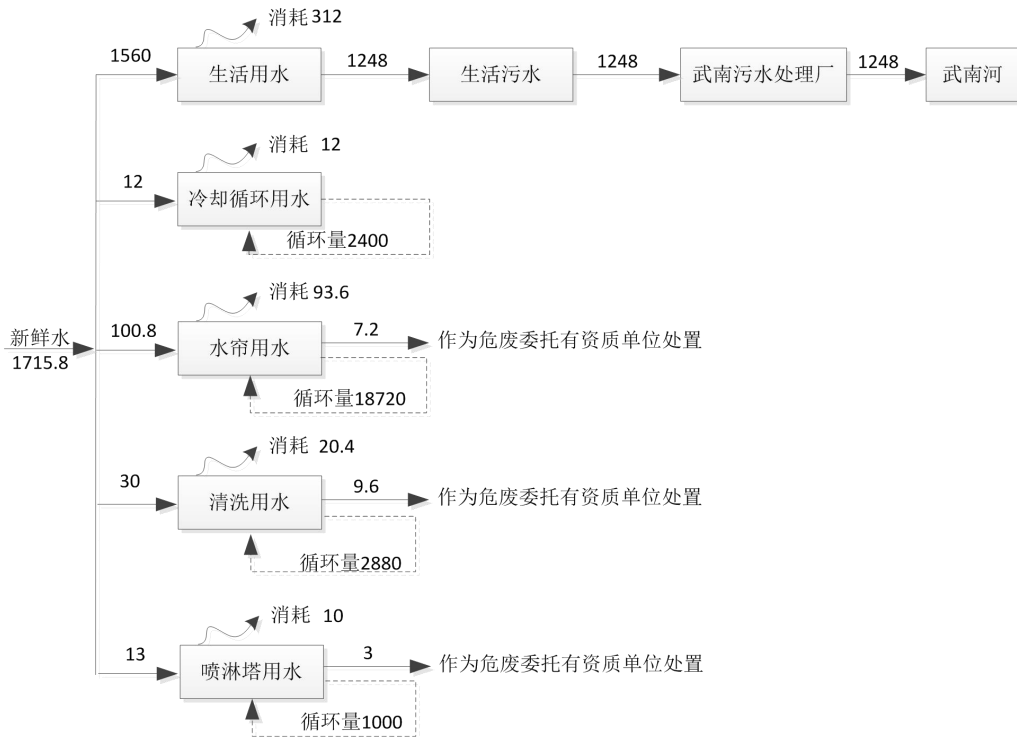 消耗 312
1560 生活用水 1248 生活污水 1248 武南污水处理厂 1248 武南河
消耗 12
12 冷却循环用水
循环量2400
消耗 93.6
新鲜水 1715.8
100.8 水帘用水 7.2 作为危废委托有资质单位处置
循环量18720
消耗 20.4
30 清洗用水 9.6 作为危废委托有资质单位处置
循环量2880
消耗 10
13 喷淋塔用水 3 作为危废委托有资质单位处置
循环量1000